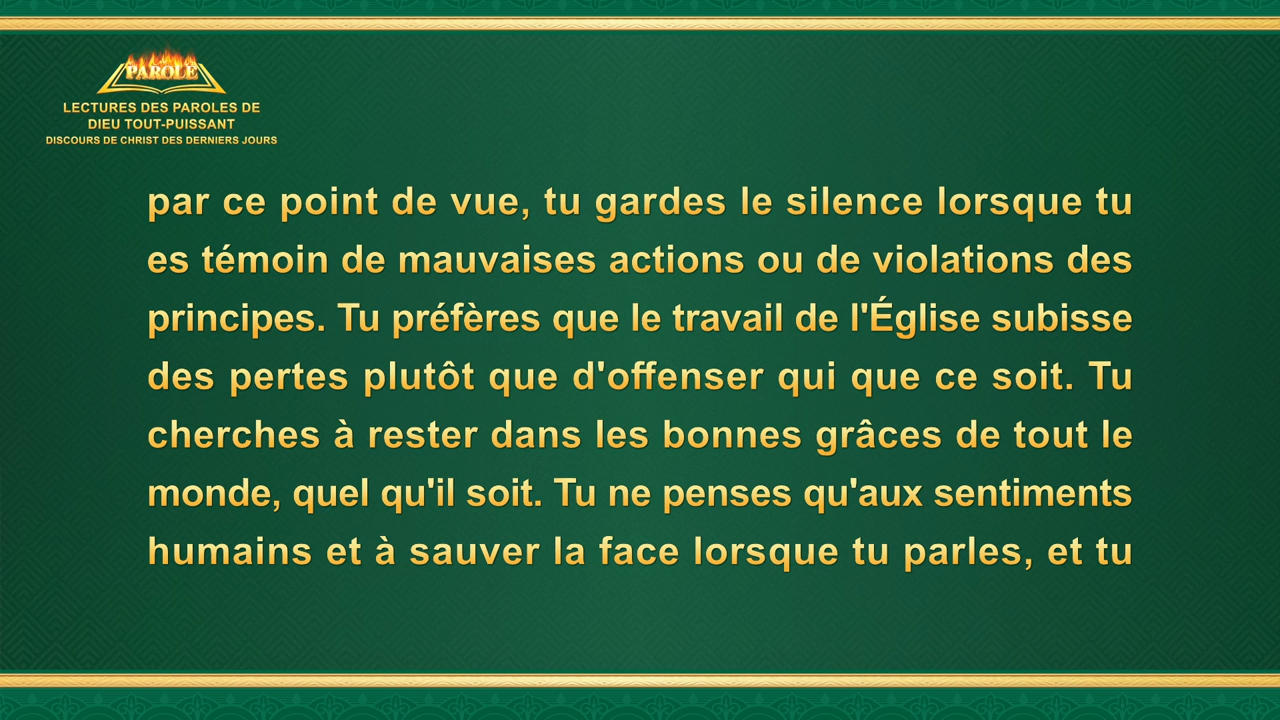 PAROLE
LECTURES DES PAROLES DE
DIEU TOUT-PUISSANT
DISCOURS DE CHRIST DES DERNIERS JOURS
par ce point de vue, tu gardes le silence lorsque tu
es témoin de mauvaises actions ou de violations des
principes. Tu préfères que le travail de l'Église subisse
des pertes plutôt que d'offenser qui que ce soit. Tu
cherches à rester dans les bonnes grâces de tout le
monde, quel qu'il soit. Tu ne penses qu'aux sentiments
humains et à sauver la face lorsque tu parles, et tu